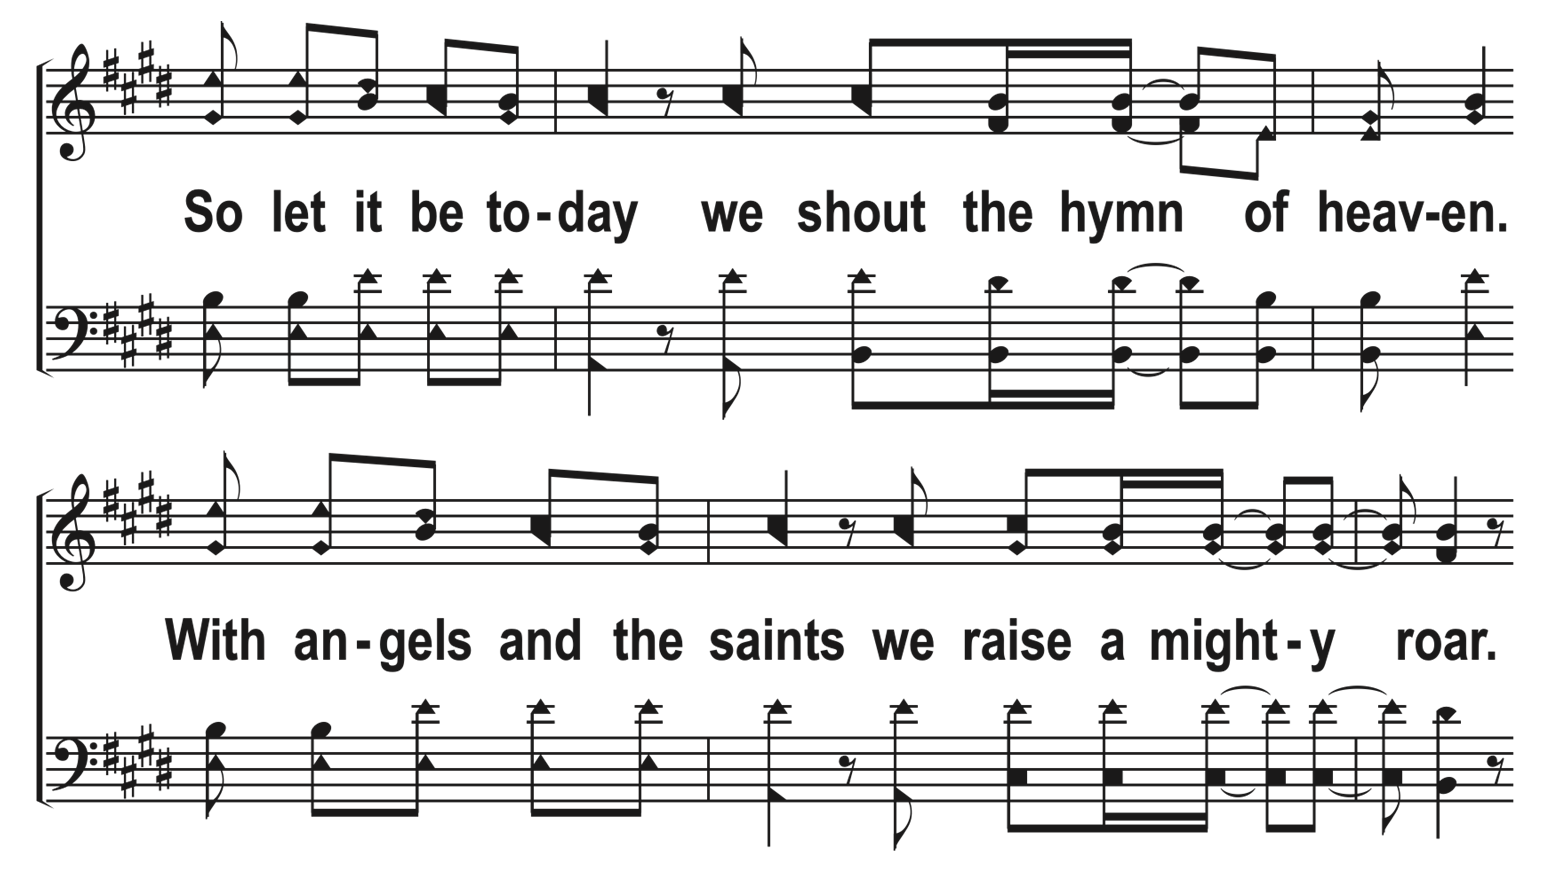 So let it be to-day we shout the hymn of heav-en.
With an-gels and the saints we raise a might-y roar.